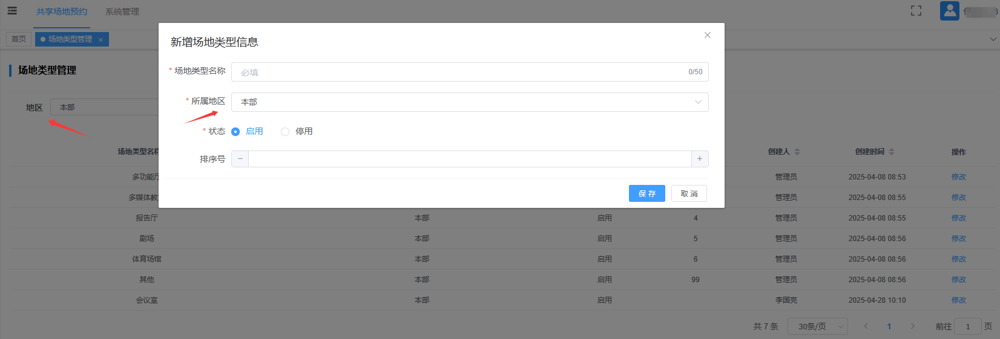 共享场地预约 系统管理
首页 场地类型管理 ×
新增场地类型信息
场地类型管理
* 场地类型名称 必填 0/50
* 所属地区 本部
地区 本部
* 状态 启用 停用
排序号 − +
场地类型名称 创建人 创建时间 操作
多功能厅 管理员 2025-04-08 08:53 修改
保存 取消
多媒体教 管理员 2025-04-08 08:55 修改
报告厅 本部 启用 4 管理员 2025-04-08 08:55 修改
剧场 本部 启用 5 管理员 2025-04-08 08:56 修改
体育场馆 本部 启用 6 管理员 2025-04-08 08:56 修改
其他 本部 启用 99 管理员 2025-04-08 08:56 修改
会议室 本部 启用 李国亮 2025-04-28 10:10 修改
共 7 条 30条/页 1 前往 1 页